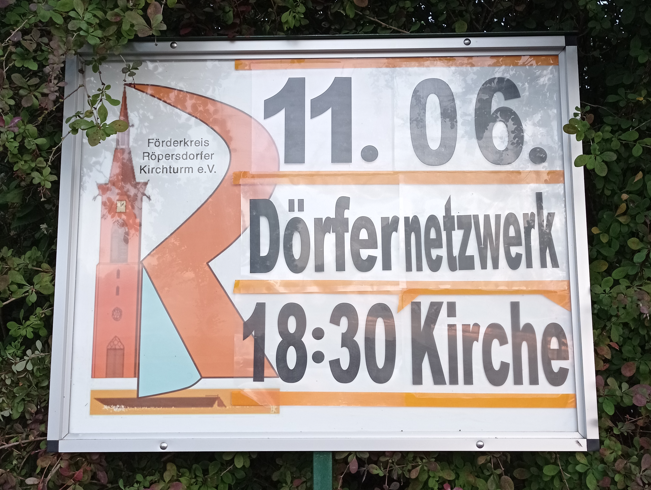 Förderkreis
Röpersdorfer
Kirchturm e.V.
11. 06.
Dörfernetzwerk
18:30 Kirche